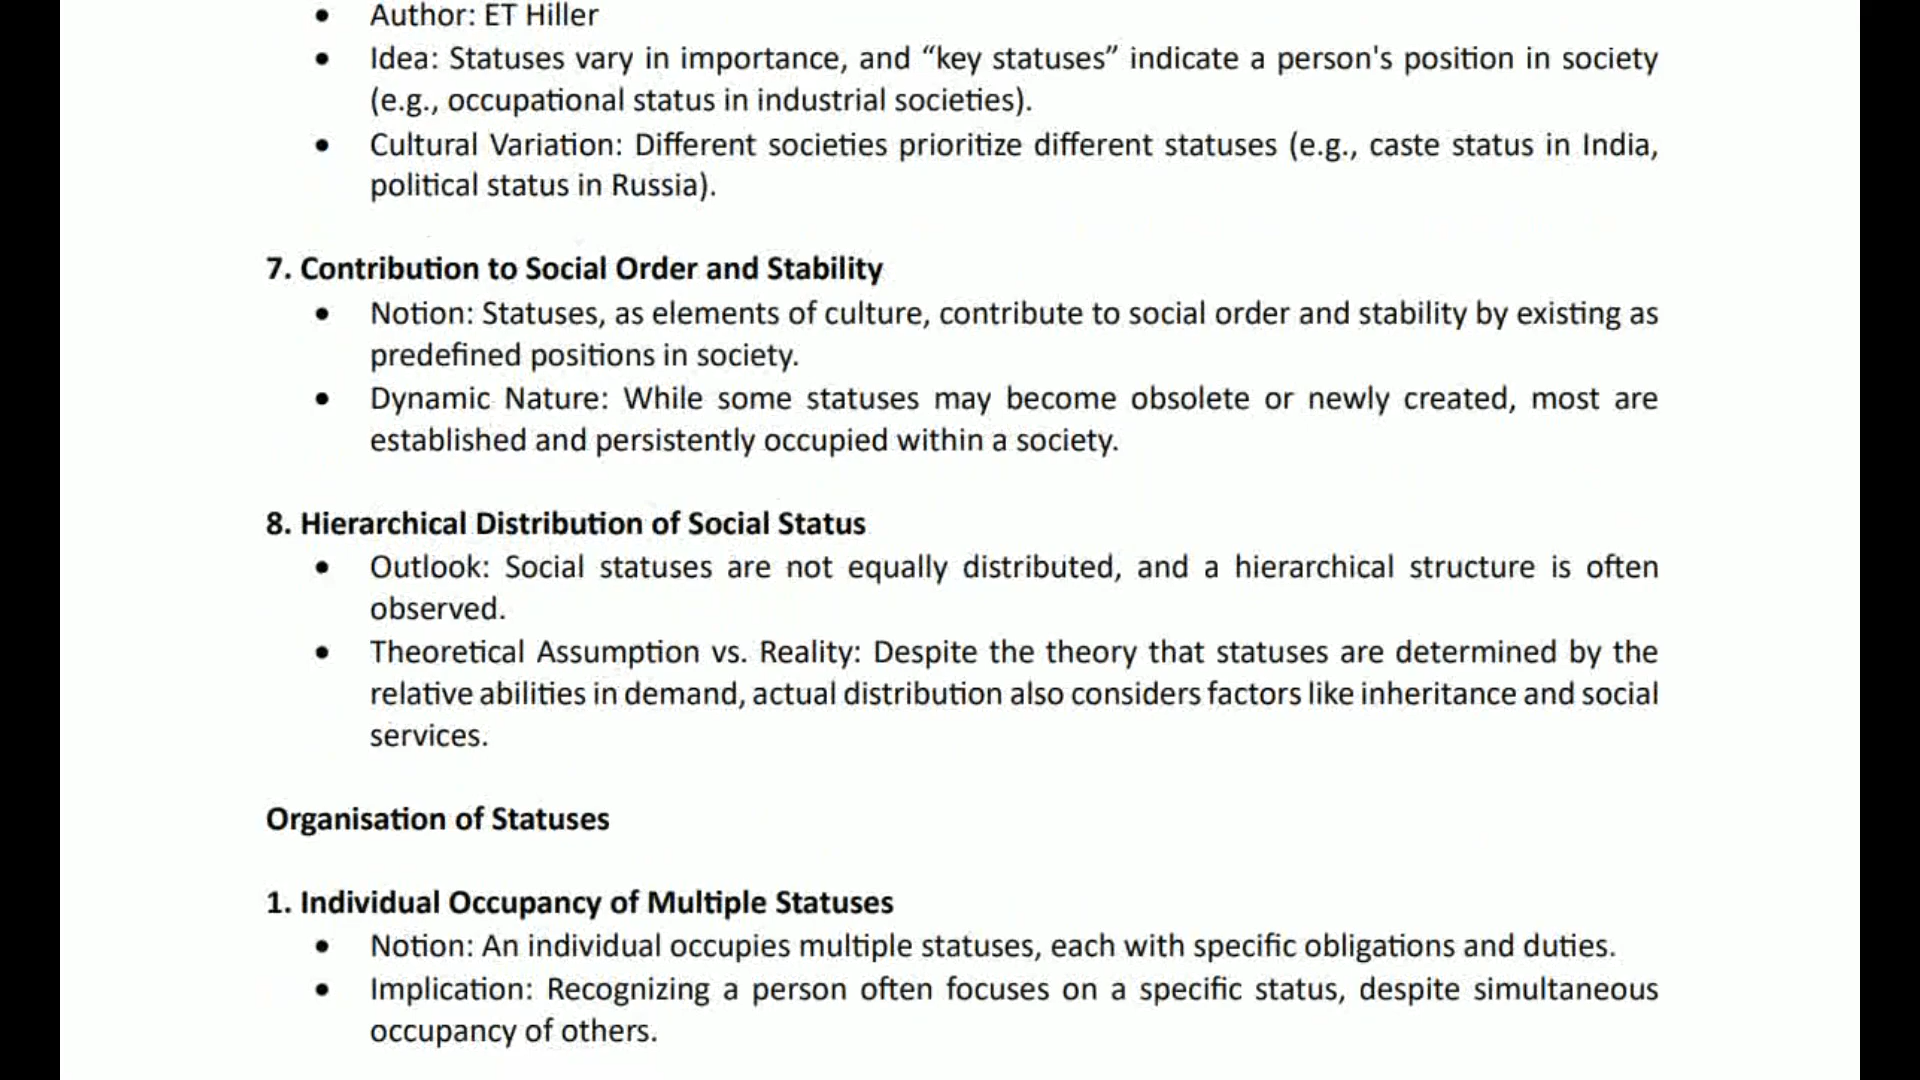 • Author: ET Hiller
• Idea: Statuses vary in importance, and “key statuses” indicate a person's position in society
(e.g., occupational status in industrial societies).
• Cultural Variation: Different societies prioritize different statuses (e.g., caste status in India,
political status in Russia).
7. Contribution to Social Order and Stability
• Notion: Statuses, as elements of culture, contribute to social order and stability by existing as
predefined positions in society.
• Dynamic Nature: While some statuses may become obsolete or newly created, most are
established and persistently occupied within a society.
8. Hierarchical Distribution of Social Status
• Outlook: Social statuses are not equally distributed, and a hierarchical structure is often
observed.
• Theoretical Assumption vs. Reality: Despite the theory that statuses are determined by the
relative abilities in demand, actual distribution also considers factors like inheritance and social
services.
Organisation of Statuses
1. Individual Occupancy of Multiple Statuses
• Notion: An individual occupies multiple statuses, each with specific obligations and duties.
• Implication: Recognizing a person often focuses on a specific status, despite simultaneous
occupancy of others.